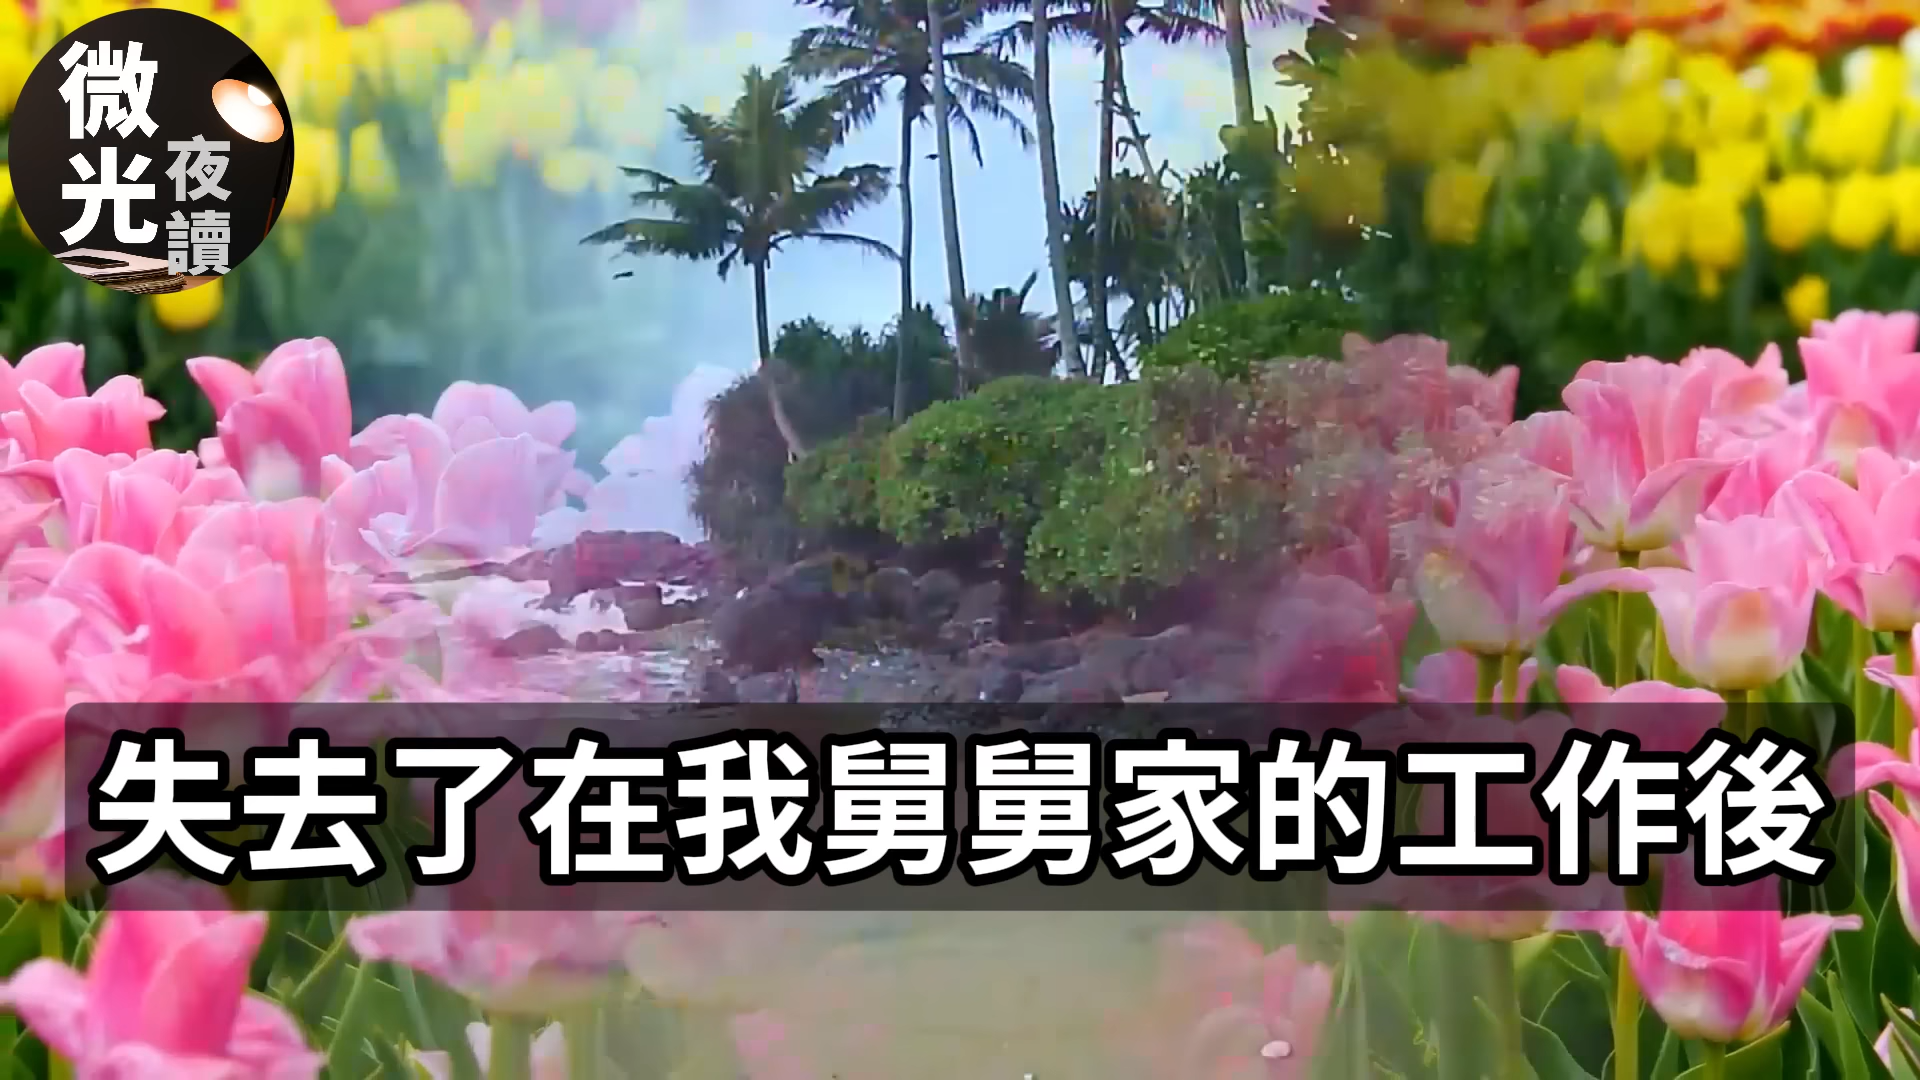 微光
夜讀
失去了在我舅舅家的工作後